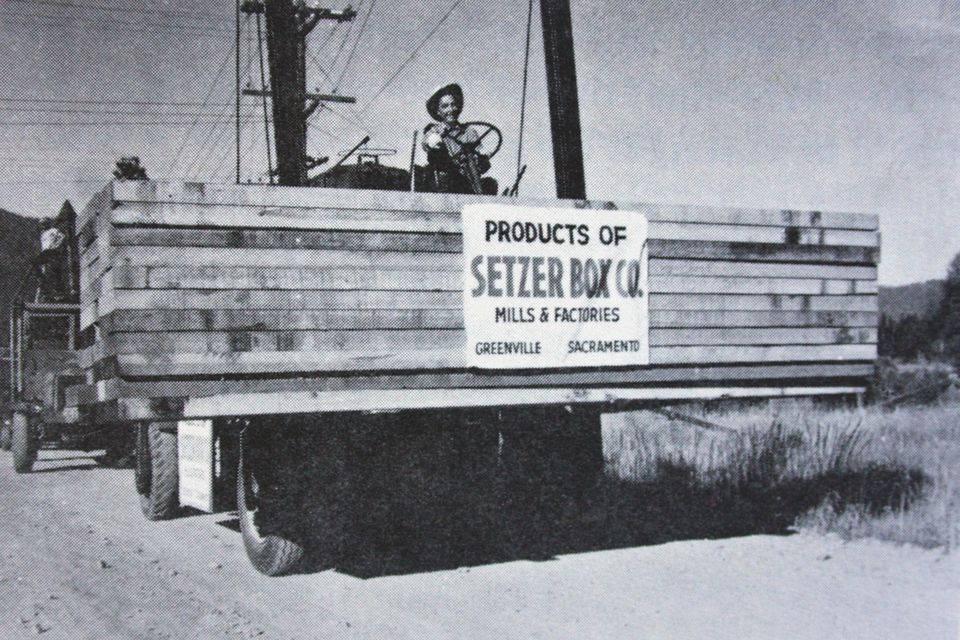 PRODUCTS OF
SETZER BOX CO.
MILLS & FACTORIES
GREENVILLE SACRAMENTO